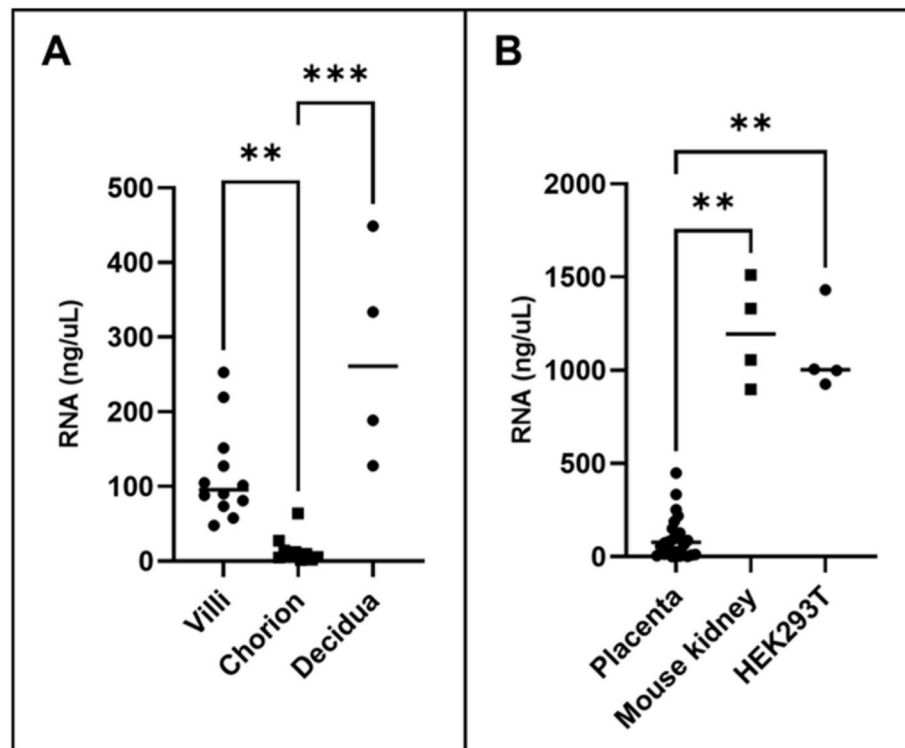 A
***
**
500
400
300
200
100
0
RNA (ng/uL)
Villi
Chorion
Decidua
B
**
**
2000
1500
1000
500
0
RNA (ng/uL)
Placenta
Mouse kidney
HEK293T